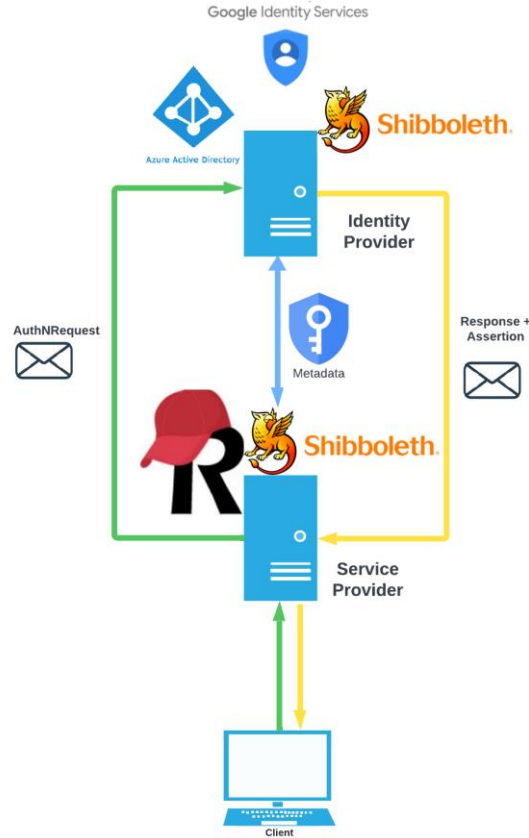 Google Identity Services
Shibboleth.
Azure Active Directory
Identity
Provider
AuthNRequest
Response +
Assertion
Metadata
R
Shibboleth.
Service
Provider
Client